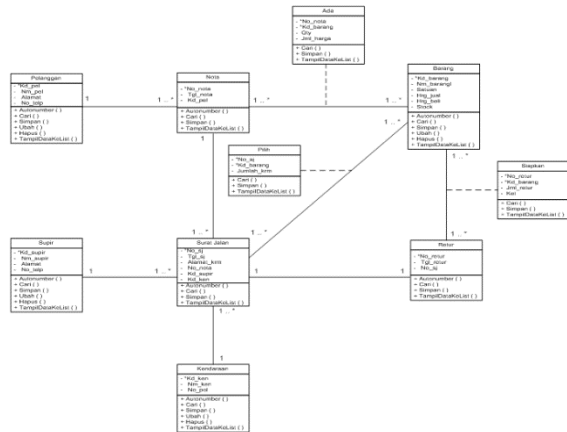 Ada
- *No_nota
- *Kd_barang
- Qty
- Jml_harga
+ Cari ( )
+ Simpan ( )
+ TampilDataKeList ( )
Pelanggan
- *Kd_pel
- Nm_pel
- Alamat
- No_telp
+ Autonumber ( )
+ Cari ( )
+ Simpan ( )
+ Ubah ( )
+ Hapus ( )
+ TampilDataKeList ( )
1
1 .. *
Nota
- *No_nota
- Tgl_nota
- Kd_pel
+ Autonumber ( )
+ Cari ( )
+ Simpan ( )
+ TampilDataKeList ( )
1 .. *
1 .. *
Barang
- *Kd_barang
- Nm_barang
- Satuan
- Hrg_jual
- Hrg_beli
- Stock
+ Autonumber ( )
+ Cari ( )
+ Simpan ( )
+ Ubah ( )
+ Hapus ( )
+ TampilDataKeList ( )
1
1 .. *
1 .. *
- *No_sj
- *Kd_barang
- Jumlah_krm
+ Cari ( )
+ Simpan ( )
+ TampilDataKeList ( )
Siapkan
- *No_retur
- *Kd_barang
- Jml_retur
- Ket
+ Cari ( )
+ Simpan ( )
+ TampilDataKeList ( )
1 .. *
1 .. *
1 .. *
Supir
- *Kd_supir
- Nm_supir
- Alamat
- No_telp
+ Autonumber ( )
+ Cari ( )
+ Simpan ( )
+ Ubah ( )
+ Hapus ( )
+ TampilDataKeList ( )
1
1 .. *
Surat Jalan
- *No_sj
- Tgl_sj
- Alamat_krm
- No_nota
- Kd_supir
- Kd_ken
+ Autonumber ( )
+ Cari ( )
+ Simpan ( )
+ TampilDataKeList ( )
1
1
Retur
- *No_retur
- Tgl_retur
- No_sj
+ Autonumber ( )
+ Cari ( )
+ Simpan ( )
+ TampilDataKeList ( )
1 .. *
1
Kendaraan
- *Kd_ken
- Nm_ken
- No_pol
+ Autonumber ( )
+ Cari ( )
+ Simpan ( )
+ Ubah ( )
+ Hapus ( )
+ TampilDataKeList ( )